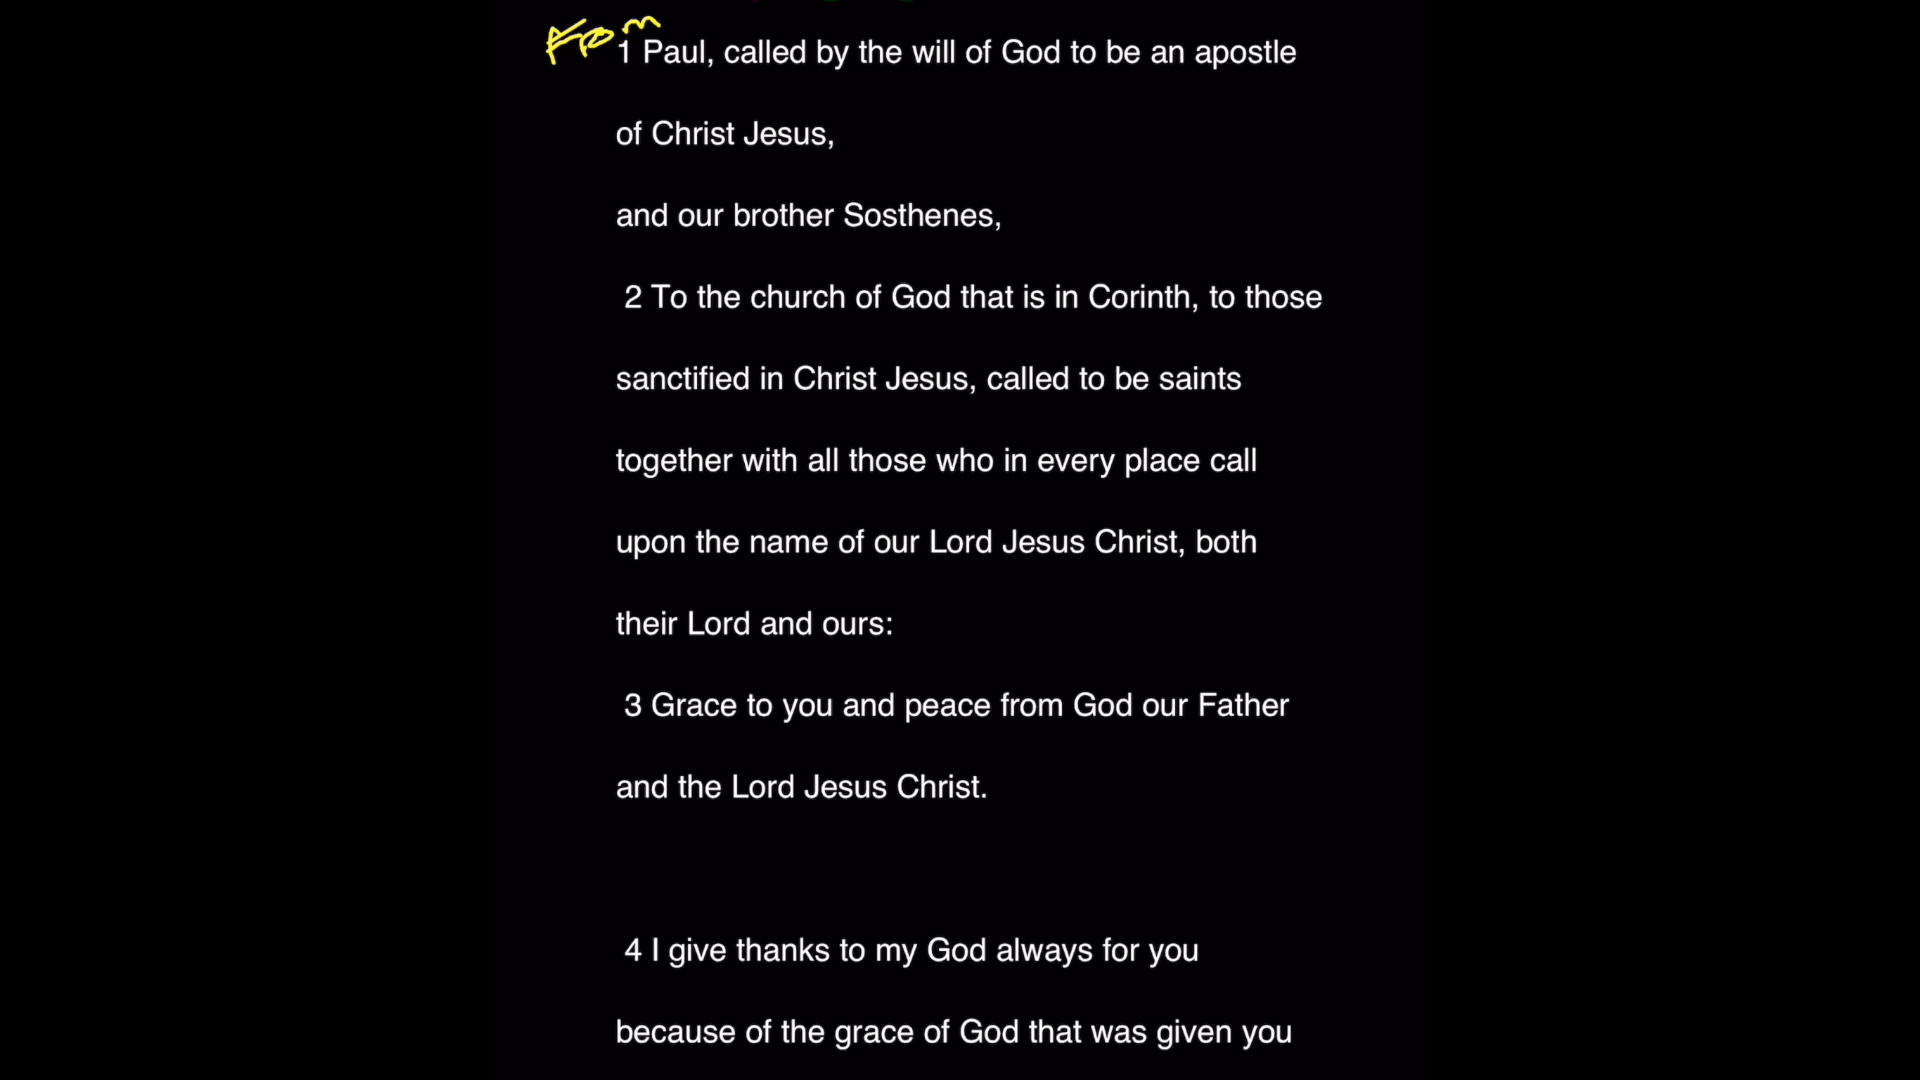 From
1 Paul, called by the will of God to be an apostle
of Christ Jesus,
and our brother Sosthenes,
2 To the church of God that is in Corinth, to those
sanctified in Christ Jesus, called to be saints
together with all those who in every place call
upon the name of our Lord Jesus Christ, both
their Lord and ours:
3 Grace to you and peace from God our Father
and the Lord Jesus Christ.
4 I give thanks to my God always for you
because of the grace of God that was given you